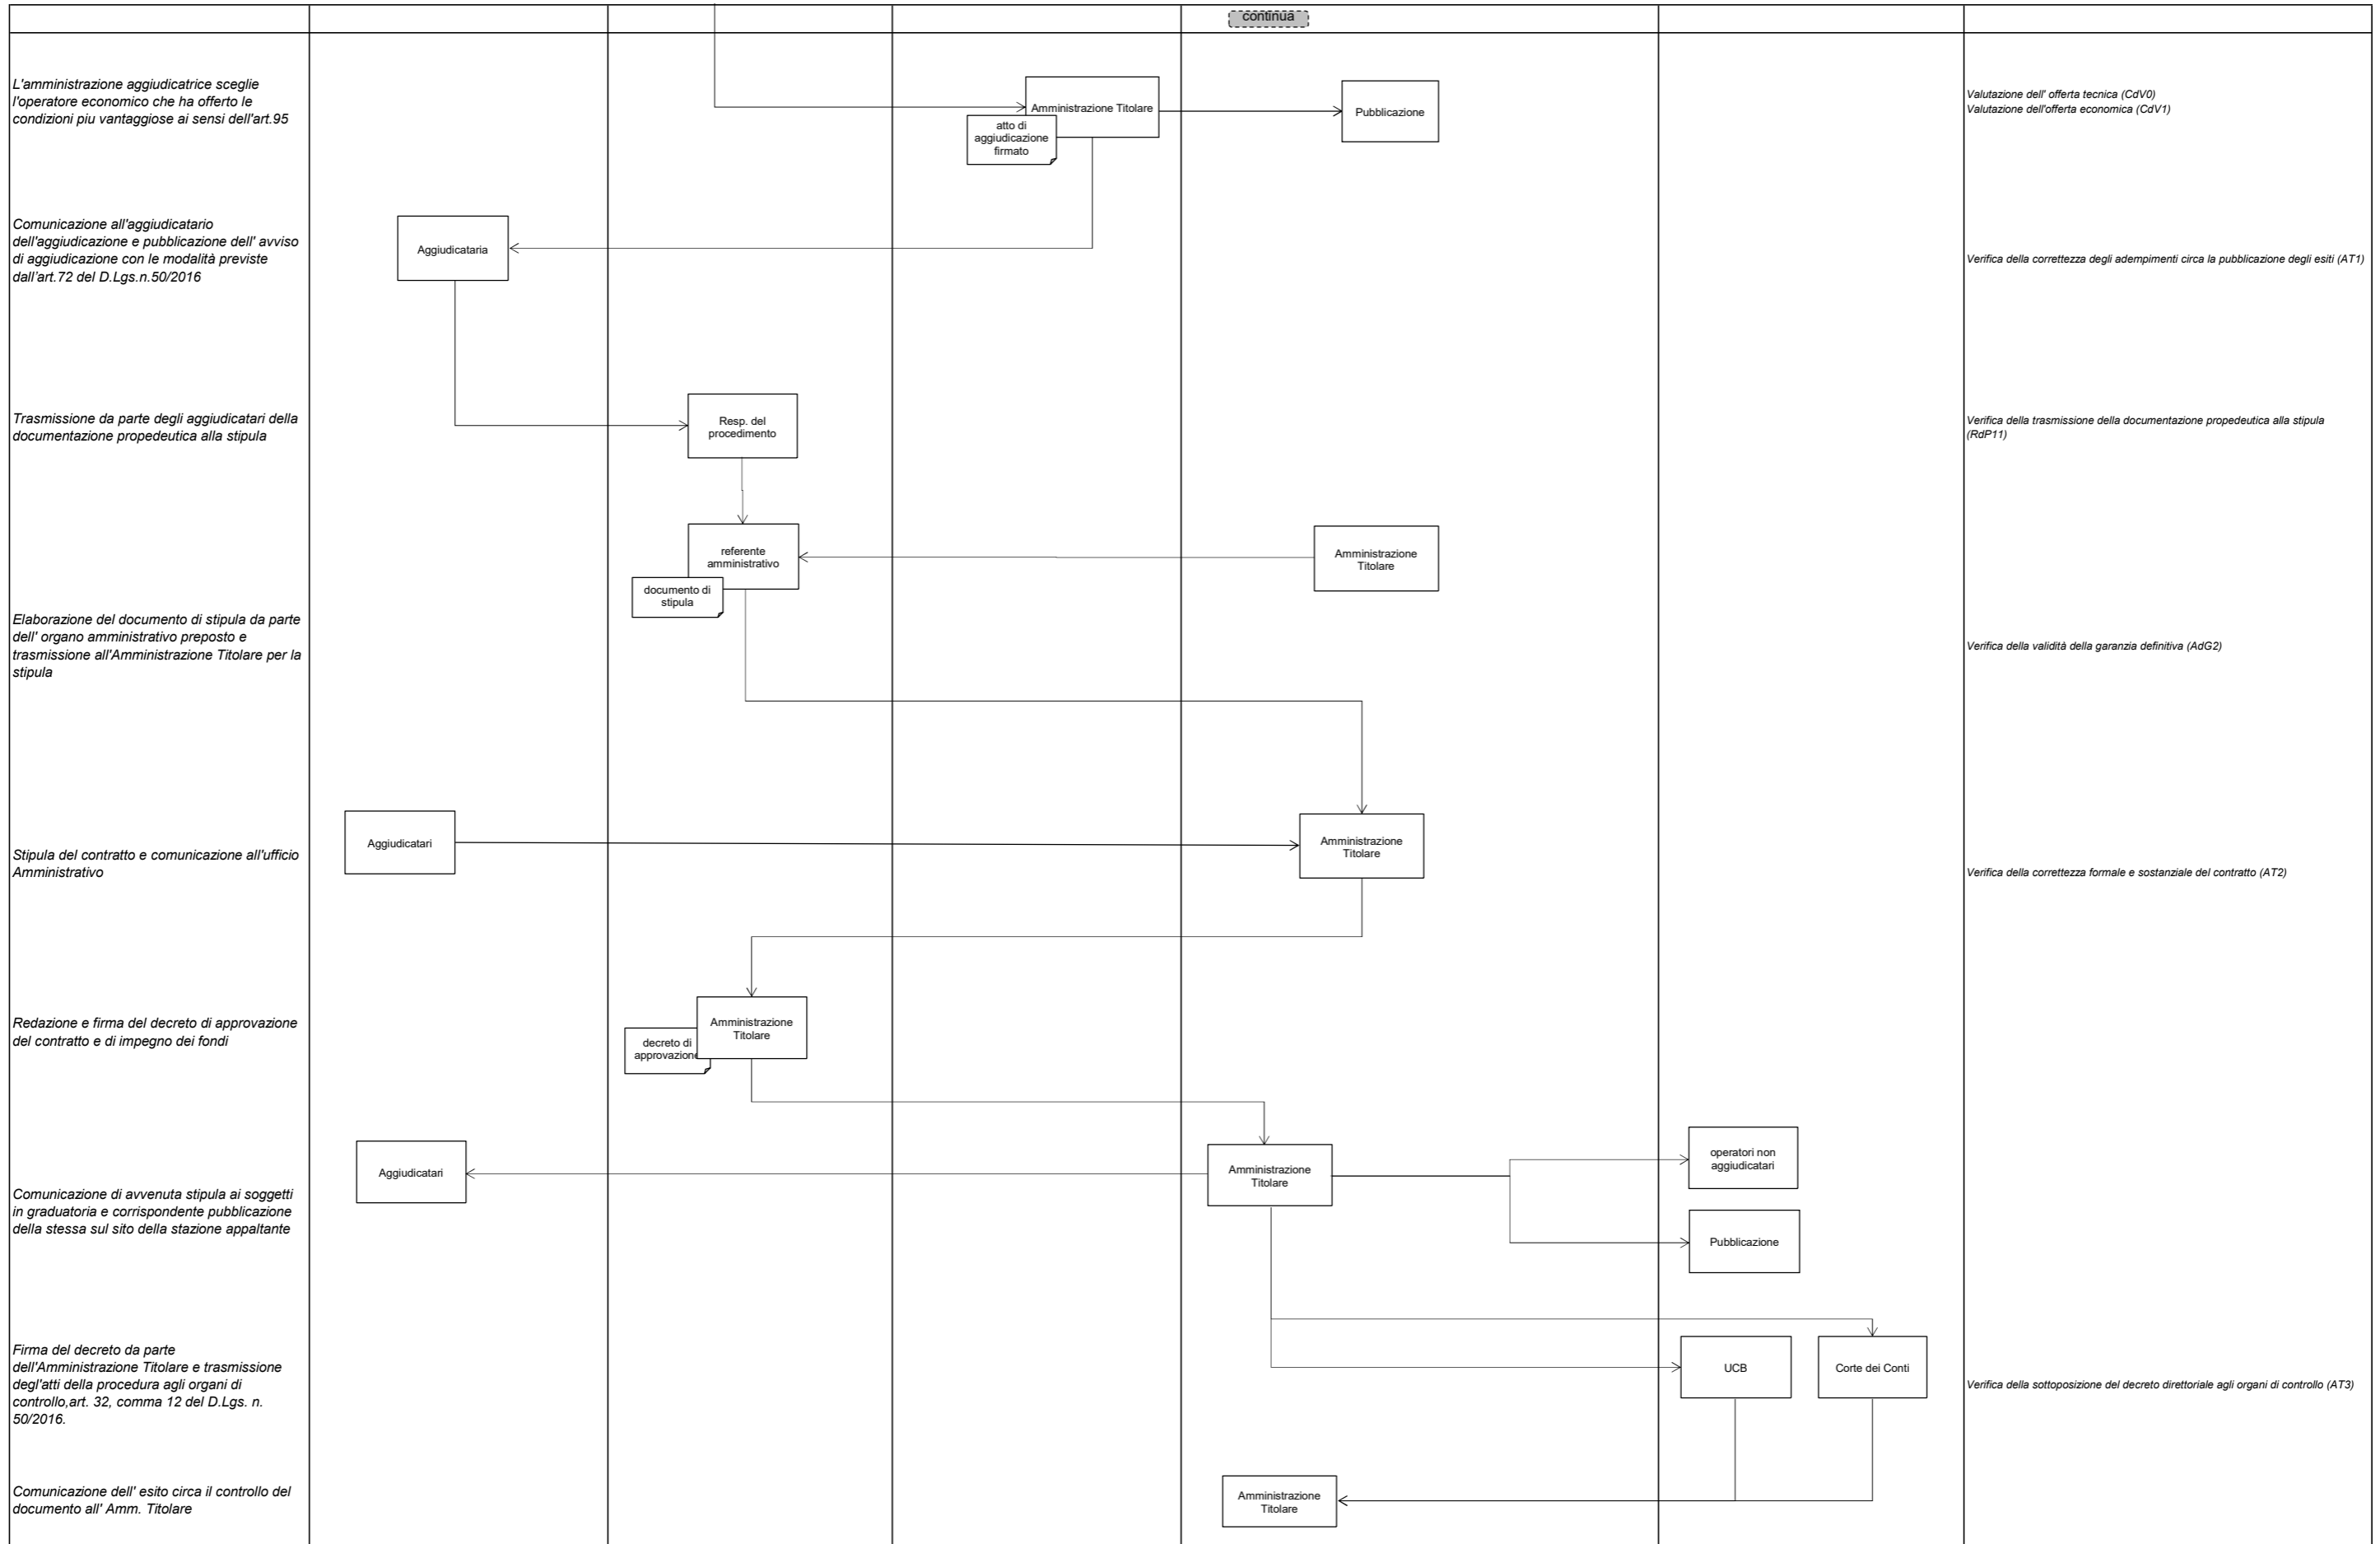 continua
L'amministrazione aggiudicatrice sceglie
l'operatore economico che ha offerto le
condizioni piu vantaggiose ai sensi dell'art.95
Amministrazione Titolare
atto di
aggiudicazione
firmato
Pubblicazione
Valutazione dell' offerta tecnica (CdV0)
Valutazione dell'offerta economica (CdV1)
Comunicazione all'aggiudicatario
dell'aggiudicazione e pubblicazione dell' avviso
di aggiudicazione con le modalità previste
dall'art.72 del D.Lgs.n.50/2016
Aggiudicataria
Verifica della correttezza degli adempimenti circa la pubblicazione degli esiti (AT1)
Trasmissione da parte degli aggiudicatari della
documentazione propedeutica alla stipula
Resp. del
procedimento
Verifica della trasmissione della documentazione propedeutica alla stipula
(RdP11)
referente
amministrativo
documento di
stipula
Amministrazione
Titolare
Elaborazione del documento di stipula da parte
dell' organo amministrativo preposto e
trasmissione all'Amministrazione Titolare per la
stipula
Verifica della validità della garanzia definitiva (AdG2)
Stipula del contratto e comunicazione all'ufficio
Amministrativo
Aggiudicatari
Amministrazione
Titolare
Verifica della correttezza formale e sostanziale del contratto (AT2)
Redazione e firma del decreto di approvazione
del contratto e di impegno dei fondi
decreto di
approvazione
Amministrazione
Titolare
Comunicazione di avvenuta stipula ai soggetti
in graduatoria e corrispondente pubblicazione
della stessa sul sito della stazione appaltante
Aggiudicatari
Amministrazione
Titolare
operatori non
aggiudicatari
Pubblicazione
Firma del decreto da parte
dell'Amministrazione Titolare e trasmissione
degl'atti della procedura agli organi di
controllo,art. 32, comma 12 del D.Lgs. n.
50/2016.
UCB
Corte dei Conti
Verifica della sottoposizione del decreto direttoriale agli organi di controllo (AT3)
Comunicazione dell' esito circa il controllo del
documento all' Amm. Titolare
Amministrazione
Titolare